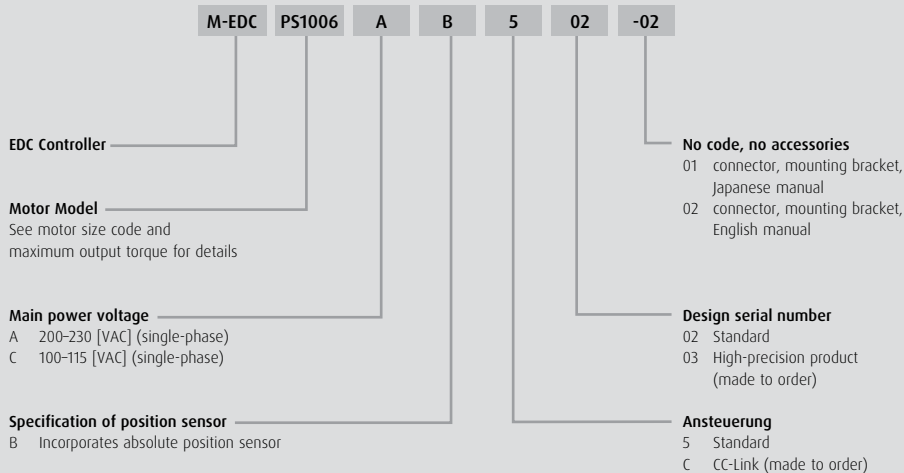 M-EDC PS1006 A B 5 02 -02
EDC Controller
Motor Model
See motor size code and
maximum output torque for details
Main power voltage
A 200–230 [VAC] (single-phase)
C 100–115 [VAC] (single-phase)
Specification of position sensor
B Incorporates absolute position sensor
No code, no accessories
01 connector, mounting bracket,
Japanese manual
02 connector, mounting bracket,
English manual
Design serial number
02 Standard
03 High-precision product
(made to order)
Ansteuerung
5 Standard
C CC-Link (made to order)